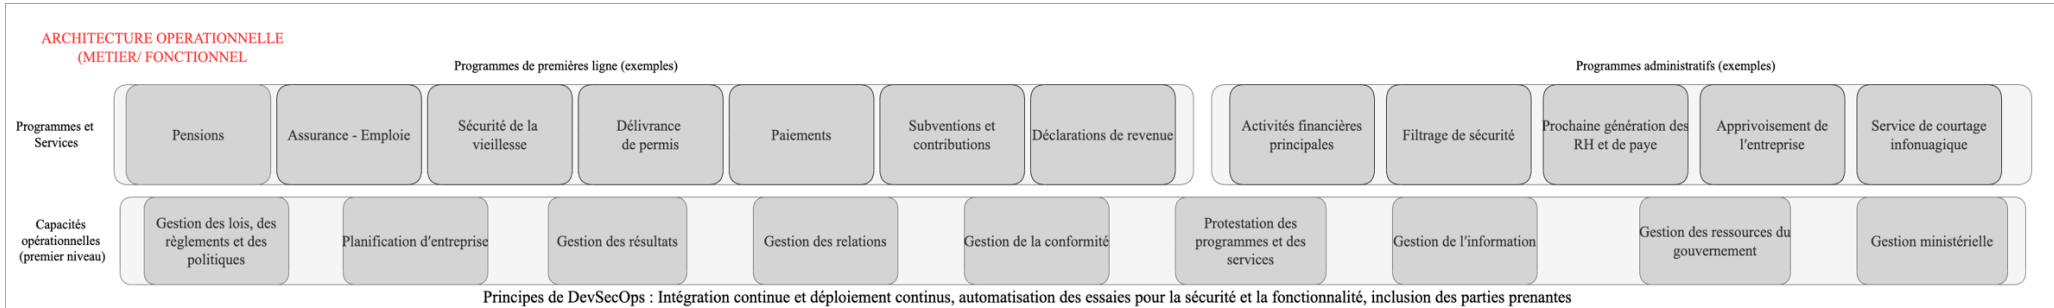 ARCHITECTURE OPERATIONNELLE
(METIER/ FONCTIONNEL
Programmes de premières ligne (exemples)
Programmes administratifs (exemples)
Programmes et
Services
Pensions
Assurance - Emploie
Sécurité de la
vieillesse
Délivrance
de permis
Paiements
Subventions et
contributions
Déclarations de revenue
Activités financières
principales
Filtrage de sécurité
Prochaine génération des
RH et de paye
Apprivoisement de
l'entreprise
Service de courtage
infonuagique
Capacités
opérationnelles
(premier niveau)
Gestion des lois, des
règlements et des
politiques
Planification d'entreprise
Gestion des résultats
Gestion des relations
Gestion de la conformité
Protestation des
programmes et des
services
Gestion de l'information
Gestion des ressources du
gouvernement
Gestion ministérielle
Principes de DevSecOps : Intégration continue et déploiement continus, automatisation des essaies pour la sécurité et la fonctionnalité, inclusion des parties prenantes